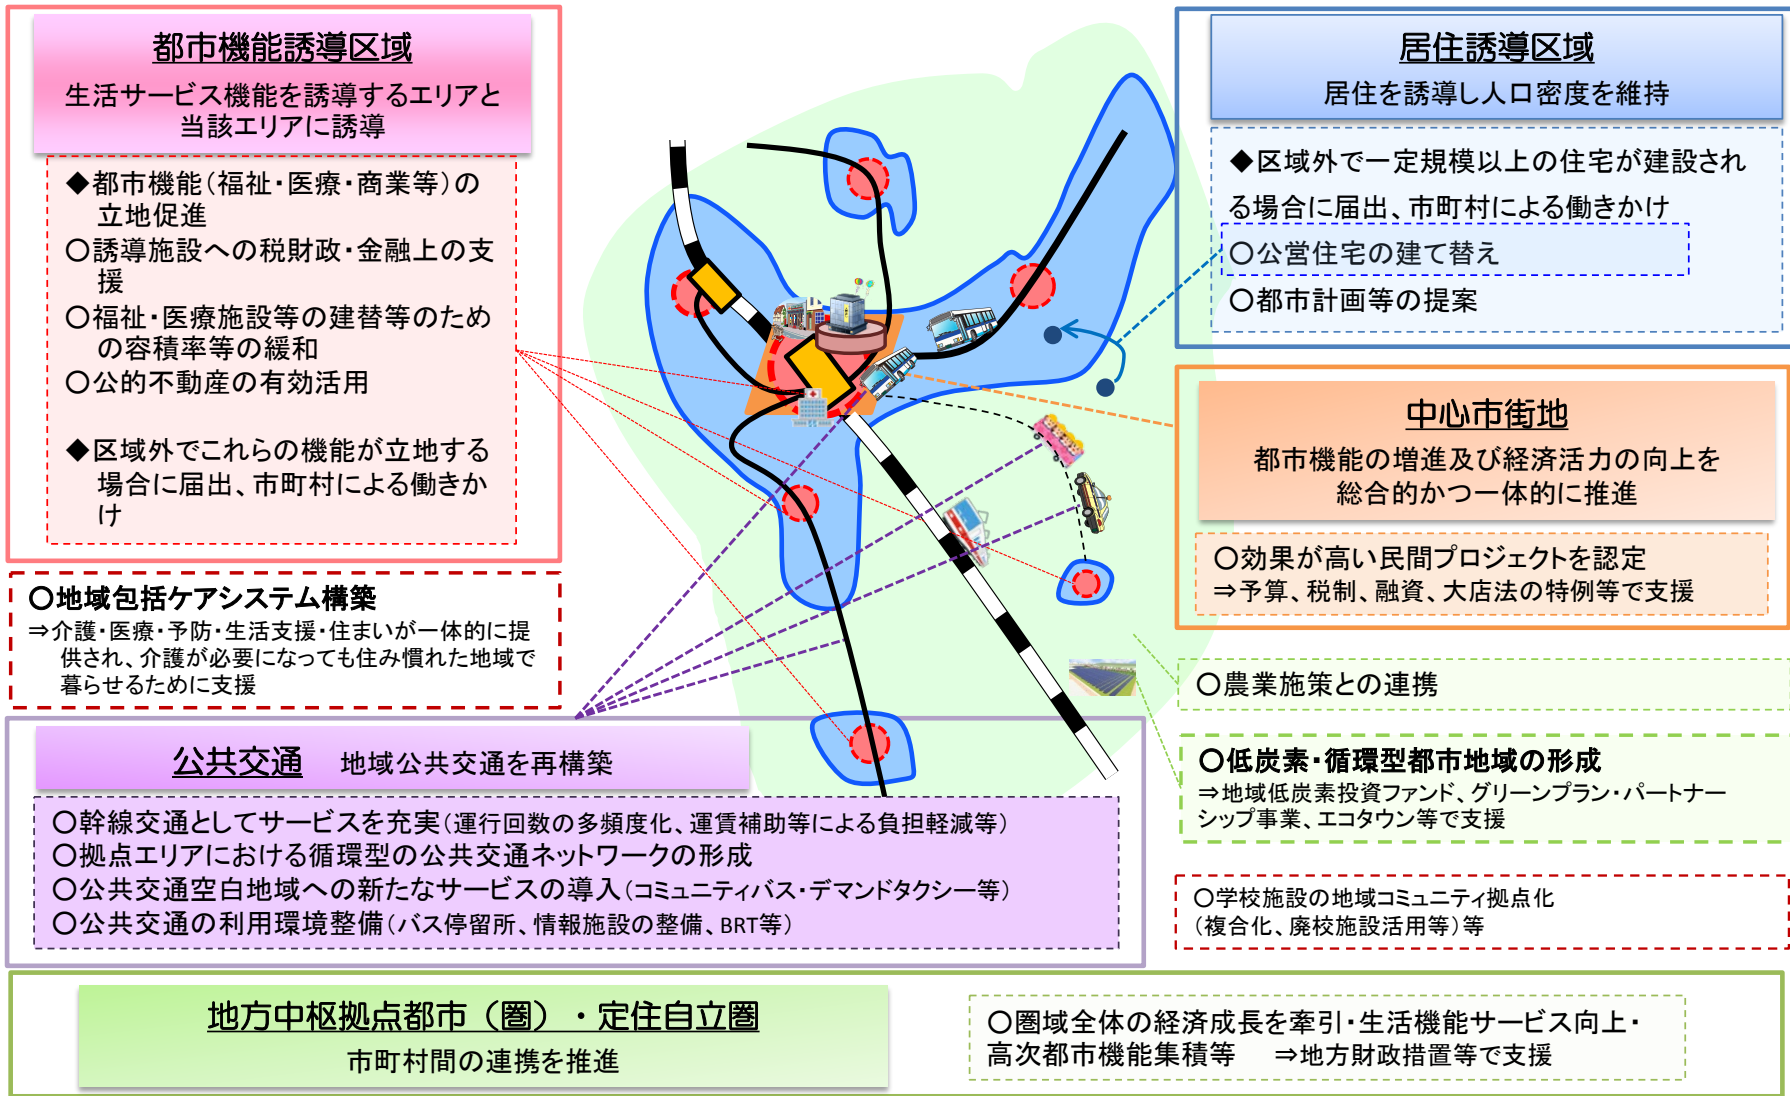 都市機能誘導区域
生活サービス機能を誘導するエリアと
当該エリアに誘導
◆都市機能(福祉・医療・商業等)の
立地促進
○誘導施設への税財政・金融上の支
援
○福祉・医療施設等の建替等のため
の容積率等の緩和
○公的不動産の有効活用
◆区域外でこれらの機能が立地する
場合に届出、市町村による働きか
け
○地域包括ケアシステム構築
⇒介護・医療・予防・生活支援・住まいが一体的に提
供され、介護が必要になっても住み慣れた地域で
暮らせるために支援
居住誘導区域
居住を誘導し人口密度を維持
◆区域外で一定規模以上の住宅が建設され
る場合に届出、市町村による働きかけ
○公営住宅の建て替え
○都市計画等の提案
中心市街地
都市機能の増進及び経済活力の向上を
総合的かつ一体的に推進
○効果が高い民間プロジェクトを認定
⇒予算、税制、融資、大店法の特例等で支援
○農業施策との連携
○低炭素・循環型都市地域の形成
⇒地域低炭素投資ファンド、グリーンプラン・パートナー
シップ事業、エコタウン等で支援
○学校施設の地域コミュニティ拠点化
(複合化、廃校施設活用等)等
公共交通 地域公共交通を再構築
○幹線交通としてサービスを充実(運行回数の多頻度化、運賃補助等による負担軽減等)
○拠点エリアにおける循環型の公共交通ネットワークの形成
○公共交通空白地域への新たなサービスの導入(コミュニティバス・デマンドタクシー等)
○公共交通の利用環境整備(バス停留所、情報施設の整備、BRT等)
地方中枢拠点都市(圏)・定住自立圏
市町村間の連携を推進
○圏域全体の経済成長を牽引・生活機能サービス向上・
高次都市機能集積等 ⇒地方財政措置等で支援